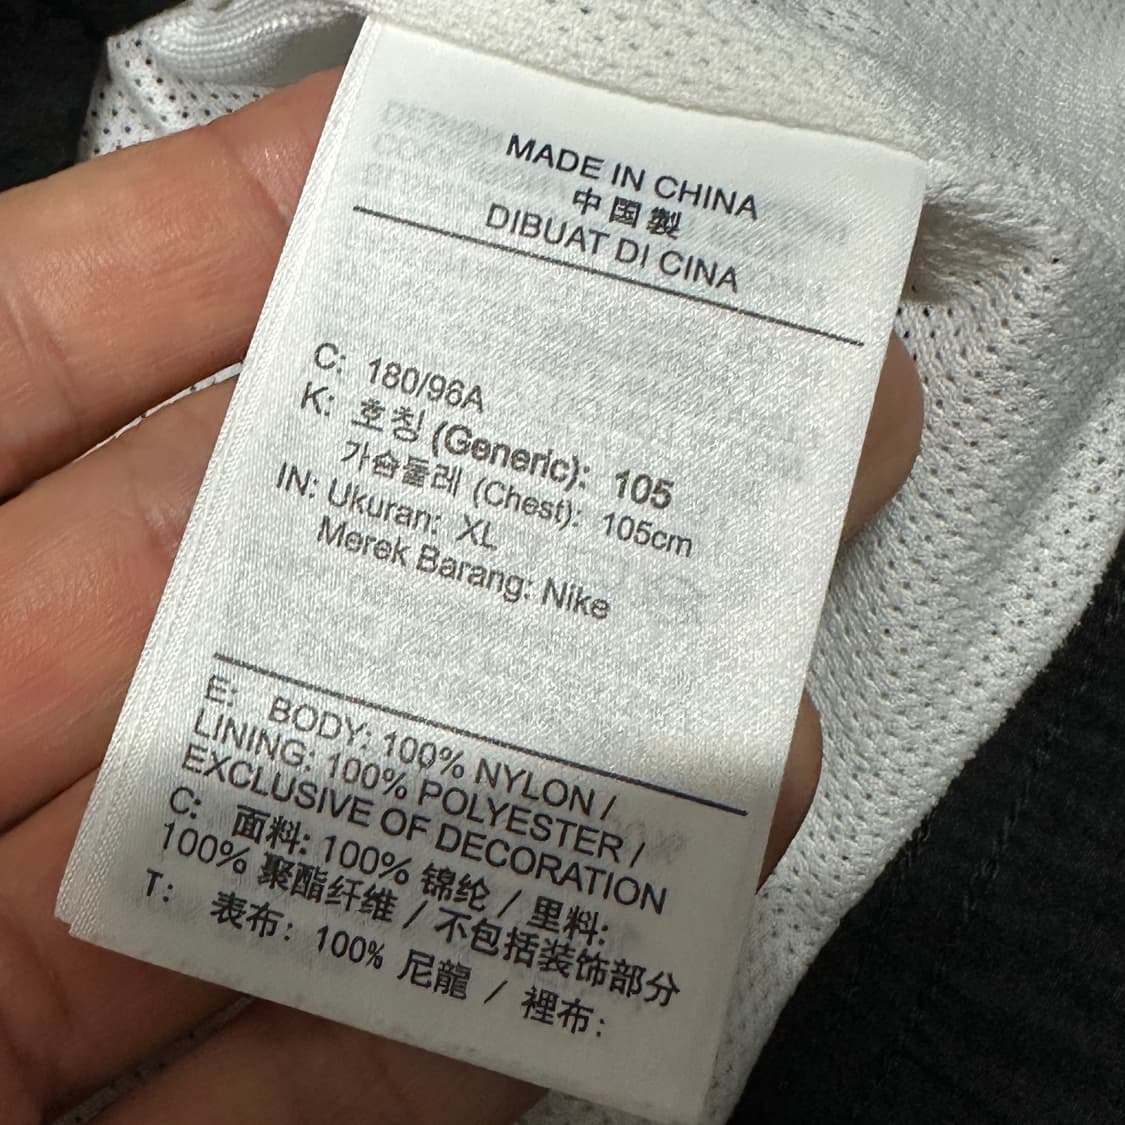 MADE IN CHINA
中国製
DIBUAT DI CINA
C: 180/96A
K: 호칭 (Generic): 105
가슴둘레 (Chest): 105cm
IN: Ukuran: XL
Merek Barang: Nike
E: BODY: 100% NYLON /
LINING: 100% POLYESTER /
EXCLUSIVE OF DECORATION
C: 面料: 100% 锦纶 / 里料:
100% 聚酯纤维 / 不包括装饰部分
T: 表布: 100% 尼龍 / 裡布: